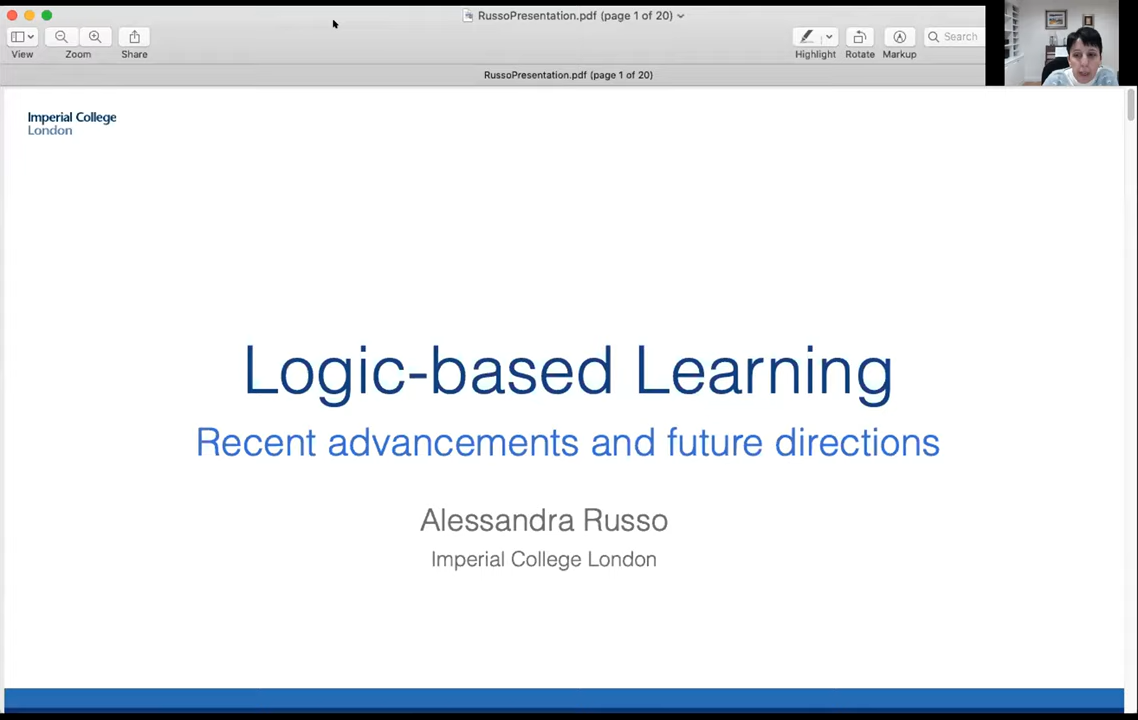 RussoPresentation.pdf (page 1 of 20)
View
Zoom
Share
Highlight
Rotate
Markup
Search
RussoPresentation.pdf (page 1 of 20)
Imperial College
London
Logic-based Learning
Recent advancements and future directions
Alessandra Russo
Imperial College London